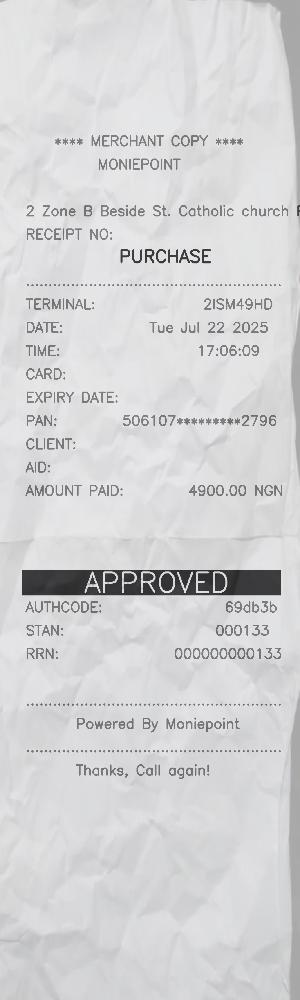 **** MERCHANT COPY ****
MONIEPOINT
2 Zone B Beside St. Catholic church
RECEIPT NO:
PURCHASE
TERMINAL: 2ISM49HD
DATE: Tue Jul 22 2025
TIME: 17:06:09
CARD:
EXPIRY DATE:
PAN: 506107*********2796
CLIENT:
AID:
AMOUNT PAID: 4900.00 NGN
APPROVED
AUTHCODE: 69db3b
STAN: 000133
RRN: 000000000133
Powered By Moniepoint
Thanks, Call again!